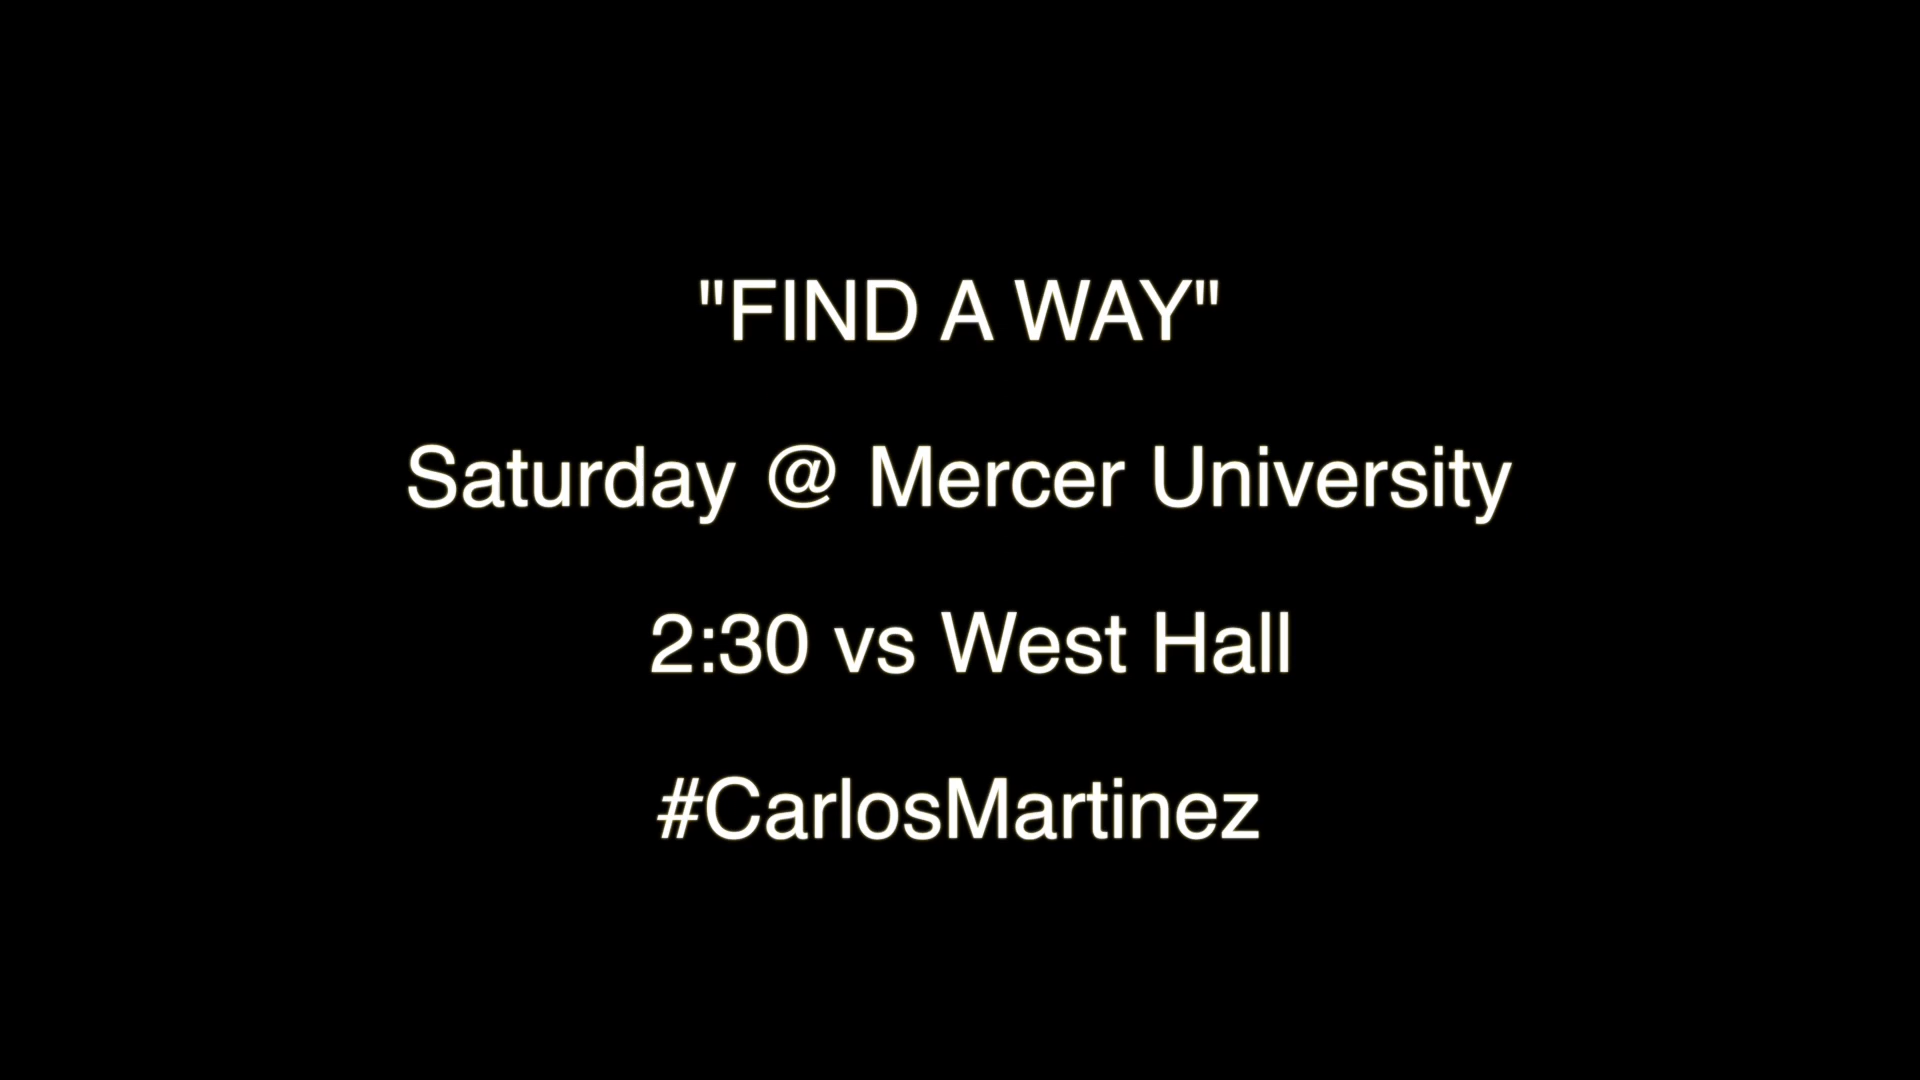 "FIND A WAY"
Saturday @ Mercer University
2:30 vs West Hall
#CarlosMartinez